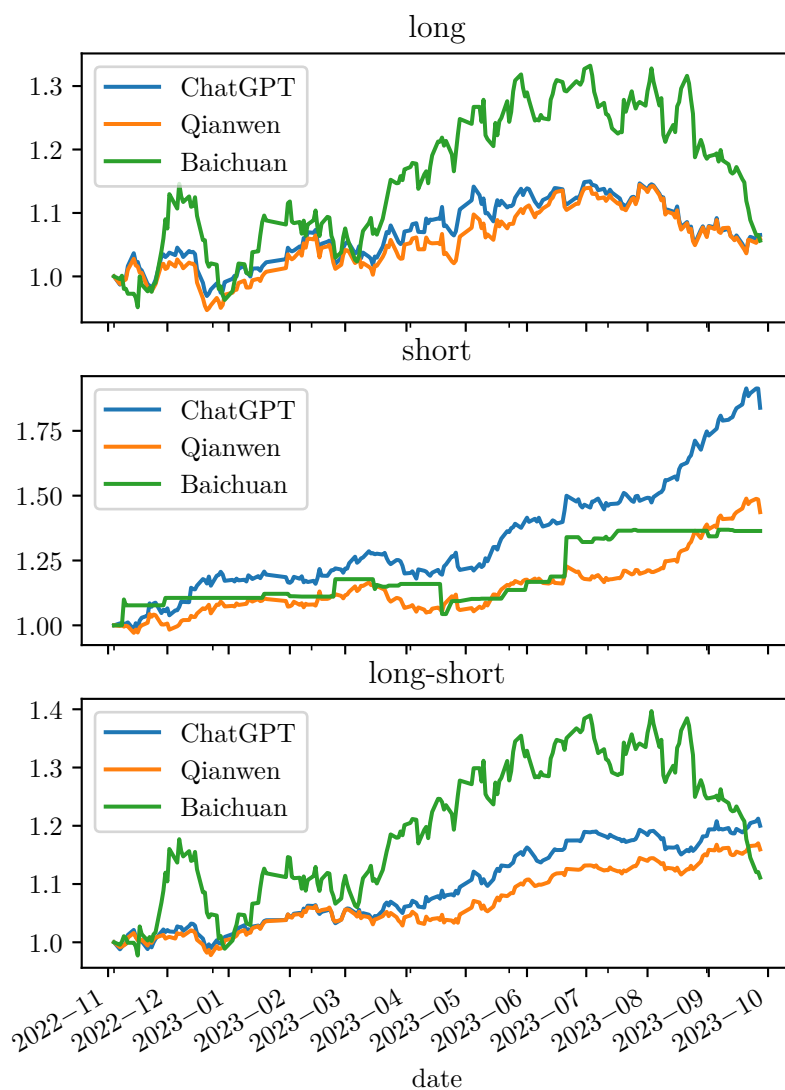 long
1.3
1.2
1.1
1.0
ChatGPT
Qianwen
Baichuan
short
1.75
1.50
1.25
1.00
ChatGPT
Qianwen
Baichuan
long-short
1.4
1.3
1.2
1.1
1.0
ChatGPT
Qianwen
Baichuan
2022−11
2022−12
2023−01
2023−02
2023−03
2023−04
2023−05
2023−06
2023−07
2023−08
2023−09
2023−10
date